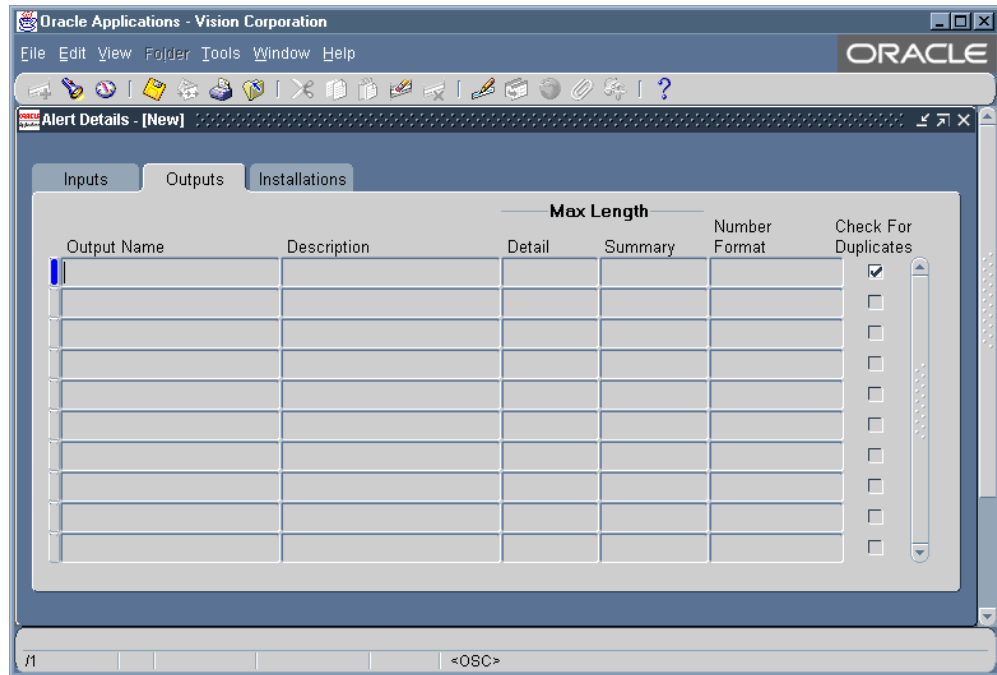 Oracle Applications - Vision Corporation
File Edit View Folder Tools Window Help
ORACLE
Alert Details - [New]
Inputs Outputs Installations
Max Length
Number Check For
Output Name Description Detail Summary Format Duplicates
/1 <OSC>